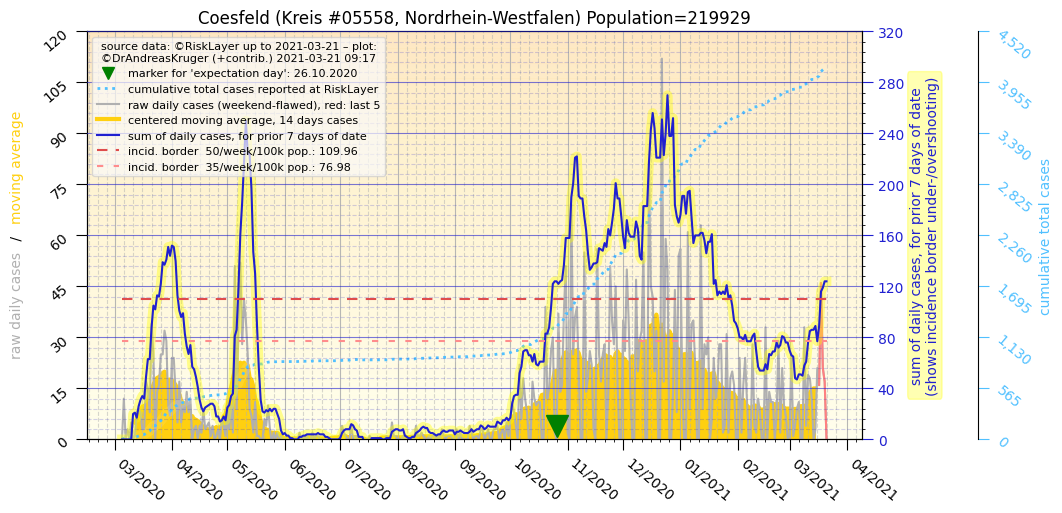 Coesfeld (Kreis #05558, Nordrhein-Westfalen) Population=219929
source data: ©RiskLayer up to 2021-03-21 – plot:
©DrAndreasKruger (+contrib.) 2021-03-21 09:17
marker for 'expectation day': 26.10.2020
cumulative total cases reported at RiskLayer
raw daily cases (weekend-flawed), red: last 5
centered moving average, 14 days cases
sum of daily cases, for prior 7 days of date
incid. border  50/week/100k pop.: 109.96
incid. border  35/week/100k pop.: 76.98
raw daily cases / moving average
120
105
90
75
60
45
30
15
0
03/2020
04/2020
05/2020
06/2020
07/2020
08/2020
09/2020
10/2020
11/2020
12/2020
01/2021
02/2021
03/2021
04/2021
320
280
240
200
160
120
80
40
0
sum of daily cases, for prior 7 days of date
(shows incidence border under-/overshooting)
4,520
3,955
3,390
2,825
2,260
1,695
1,130
565
0
cumulative total cases